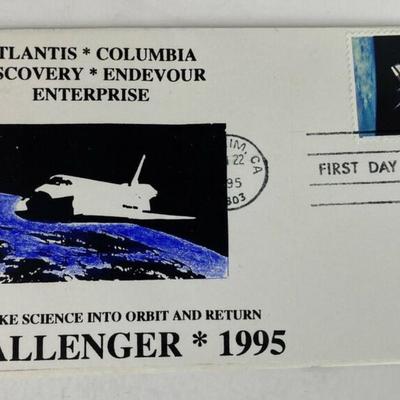 TLANTIS * COLUMBIA
SCOVERY * ENDEVOUR
ENTERPRISE
IM, CA
22
95
803
FIRST DAY
KE SCIENCE INTO ORBIT AND RETURN
ALLENGER * 1995